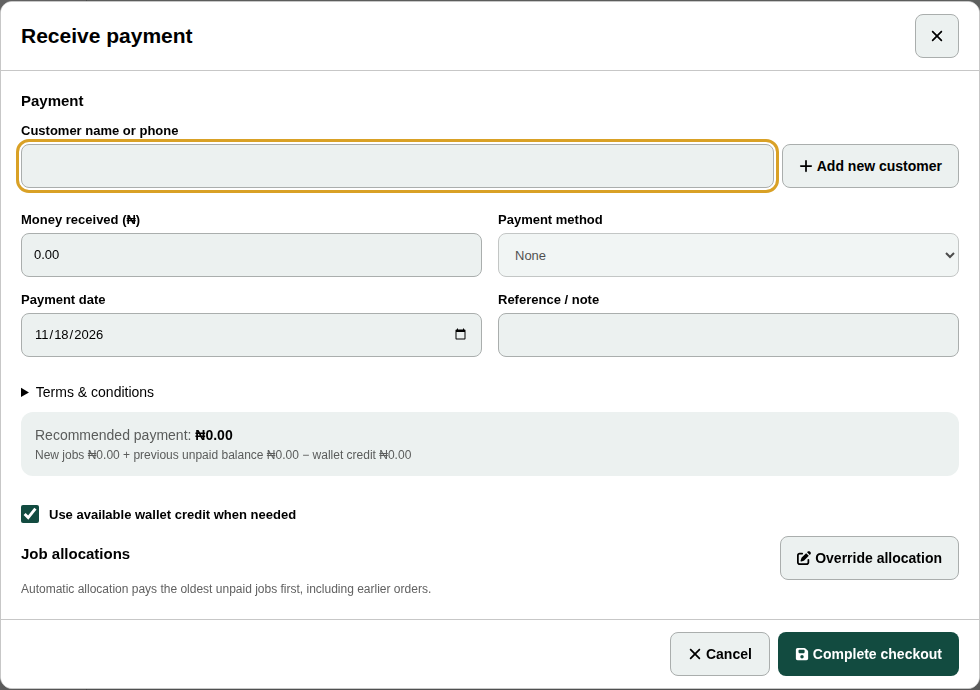 Receive payment
Payment
Customer name or phone
Add new customer
Money received (₦)
Payment method
0.00
None
Payment date
Reference / note
11/18/2026
Terms & conditions
Recommended payment: ₦0.00
New jobs ₦0.00 + previous unpaid balance ₦0.00 − wallet credit ₦0.00
Use available wallet credit when needed
Job allocations
Override allocation
Automatic allocation pays the oldest unpaid jobs first, including earlier orders.
Cancel
Complete checkout